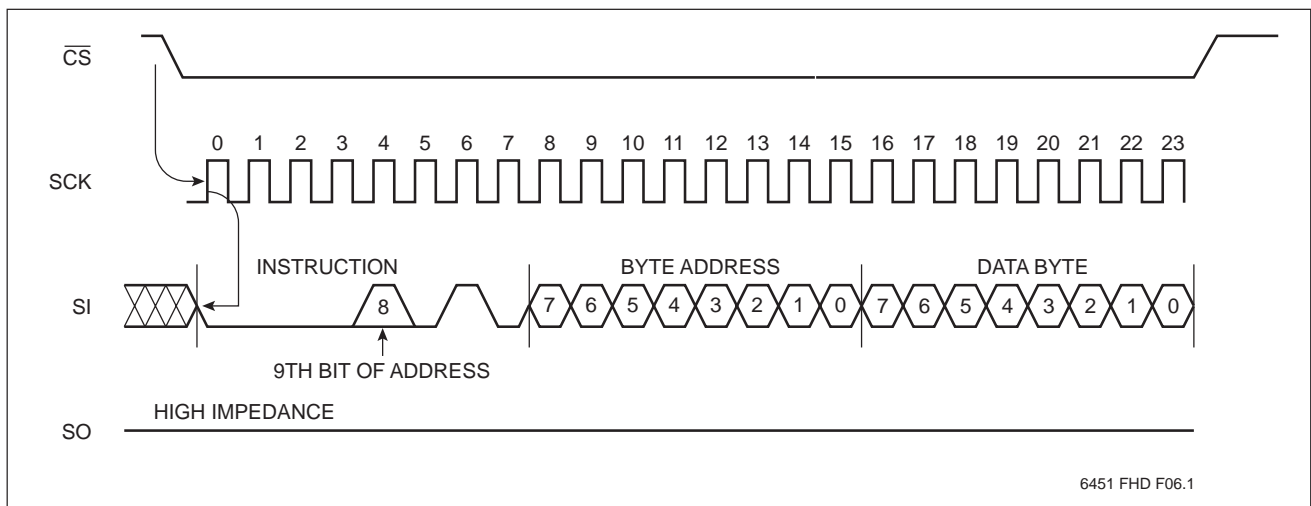 CS
0 1 2 3 4 5 6 7 8 9 10 11 12 13 14 15 16 17 18 19 20 21 22 23
SCK
INSTRUCTION BYTE ADDRESS DATA BYTE
SI 8 7 6 5 4 3 2 1 0 7 6 5 4 3 2 1 0
9TH BIT OF ADDRESS
HIGH IMPEDANCE
SO
6451 FHD F06.1